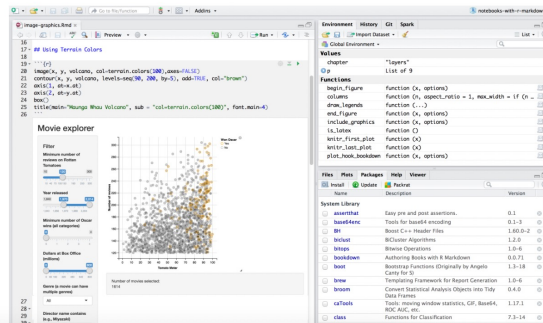 Go to file/function
Addins
notebooks-with-r-markdow
image-graphics.Rmd
Preview
Run
16
17 ## Using Terrain Colors
18
19 ```{r}
20 image(x, y, volcano, col=terrain.colors(100),axes=FALSE)
21 contour(x, y, volcano, levels=seq(90, 200, by=5), add=TRUE, col="brown")
22 axis(1, at=x.at)
23 axis(2, at=y.at)
24 box()
25 title(main="Maunga Whau Volcano", sub = "col=terrain.colors(100)", font.main=4)
26 ```
Movie explorer
Filter
Minimum number of
reviews on Rotten
Tomatoes
Year released
Minimum number of Oscar
wins (all categories)
Dollars at Box Office
(millions)
Genre (a movie can have
multiple genres)
All
Director name contains
(e.g., Miyazaki)
Won Oscar
Yes
No
Number of reviews
Tomato Meter
Number of movies selected:
27
28
29
Environment History Git Spark
Import Dataset
List
Global Environment
Values
chapter "layers"
p List of 9
Functions
begin_figure function (x, options)
columns function (n, aspect_ratio = 1, max_width = if (n
draw_legends function (...)
end_figure function (x, options)
include_graphics function (x, options)
is_latex function ()
knitr_first_plot function (x)
knitr_last_plot function (x)
plot_hook_bookdown function (x, options)
Files Plots Packages Help Viewer
Install Update Packrat
Name Description Version
System Library
assertthat Easy pre and post assertions. 0.1
base64enc Tools for base64 encoding 0.1-3
BH Boost C++ Header Files 1.60.0-2
biclust BiCluster Algorithms 1.2.0
bitops Bitwise Operations 1.0-6
bookdown Authoring Books with R Markdown 0.0.71
boot Bootstrap Functions (Originally by Angelo
Canty for S) 1.3-18
brew Templating Framework for Report Generation 1.0-6
broom Convert Statistical Analysis Objects into Tidy
Data Frames 0.4.0
caTools Tools: moving window statistics, GIF, Base64,
ROC AUC, etc. 1.17.1
class Functions for Classification 7.3-14